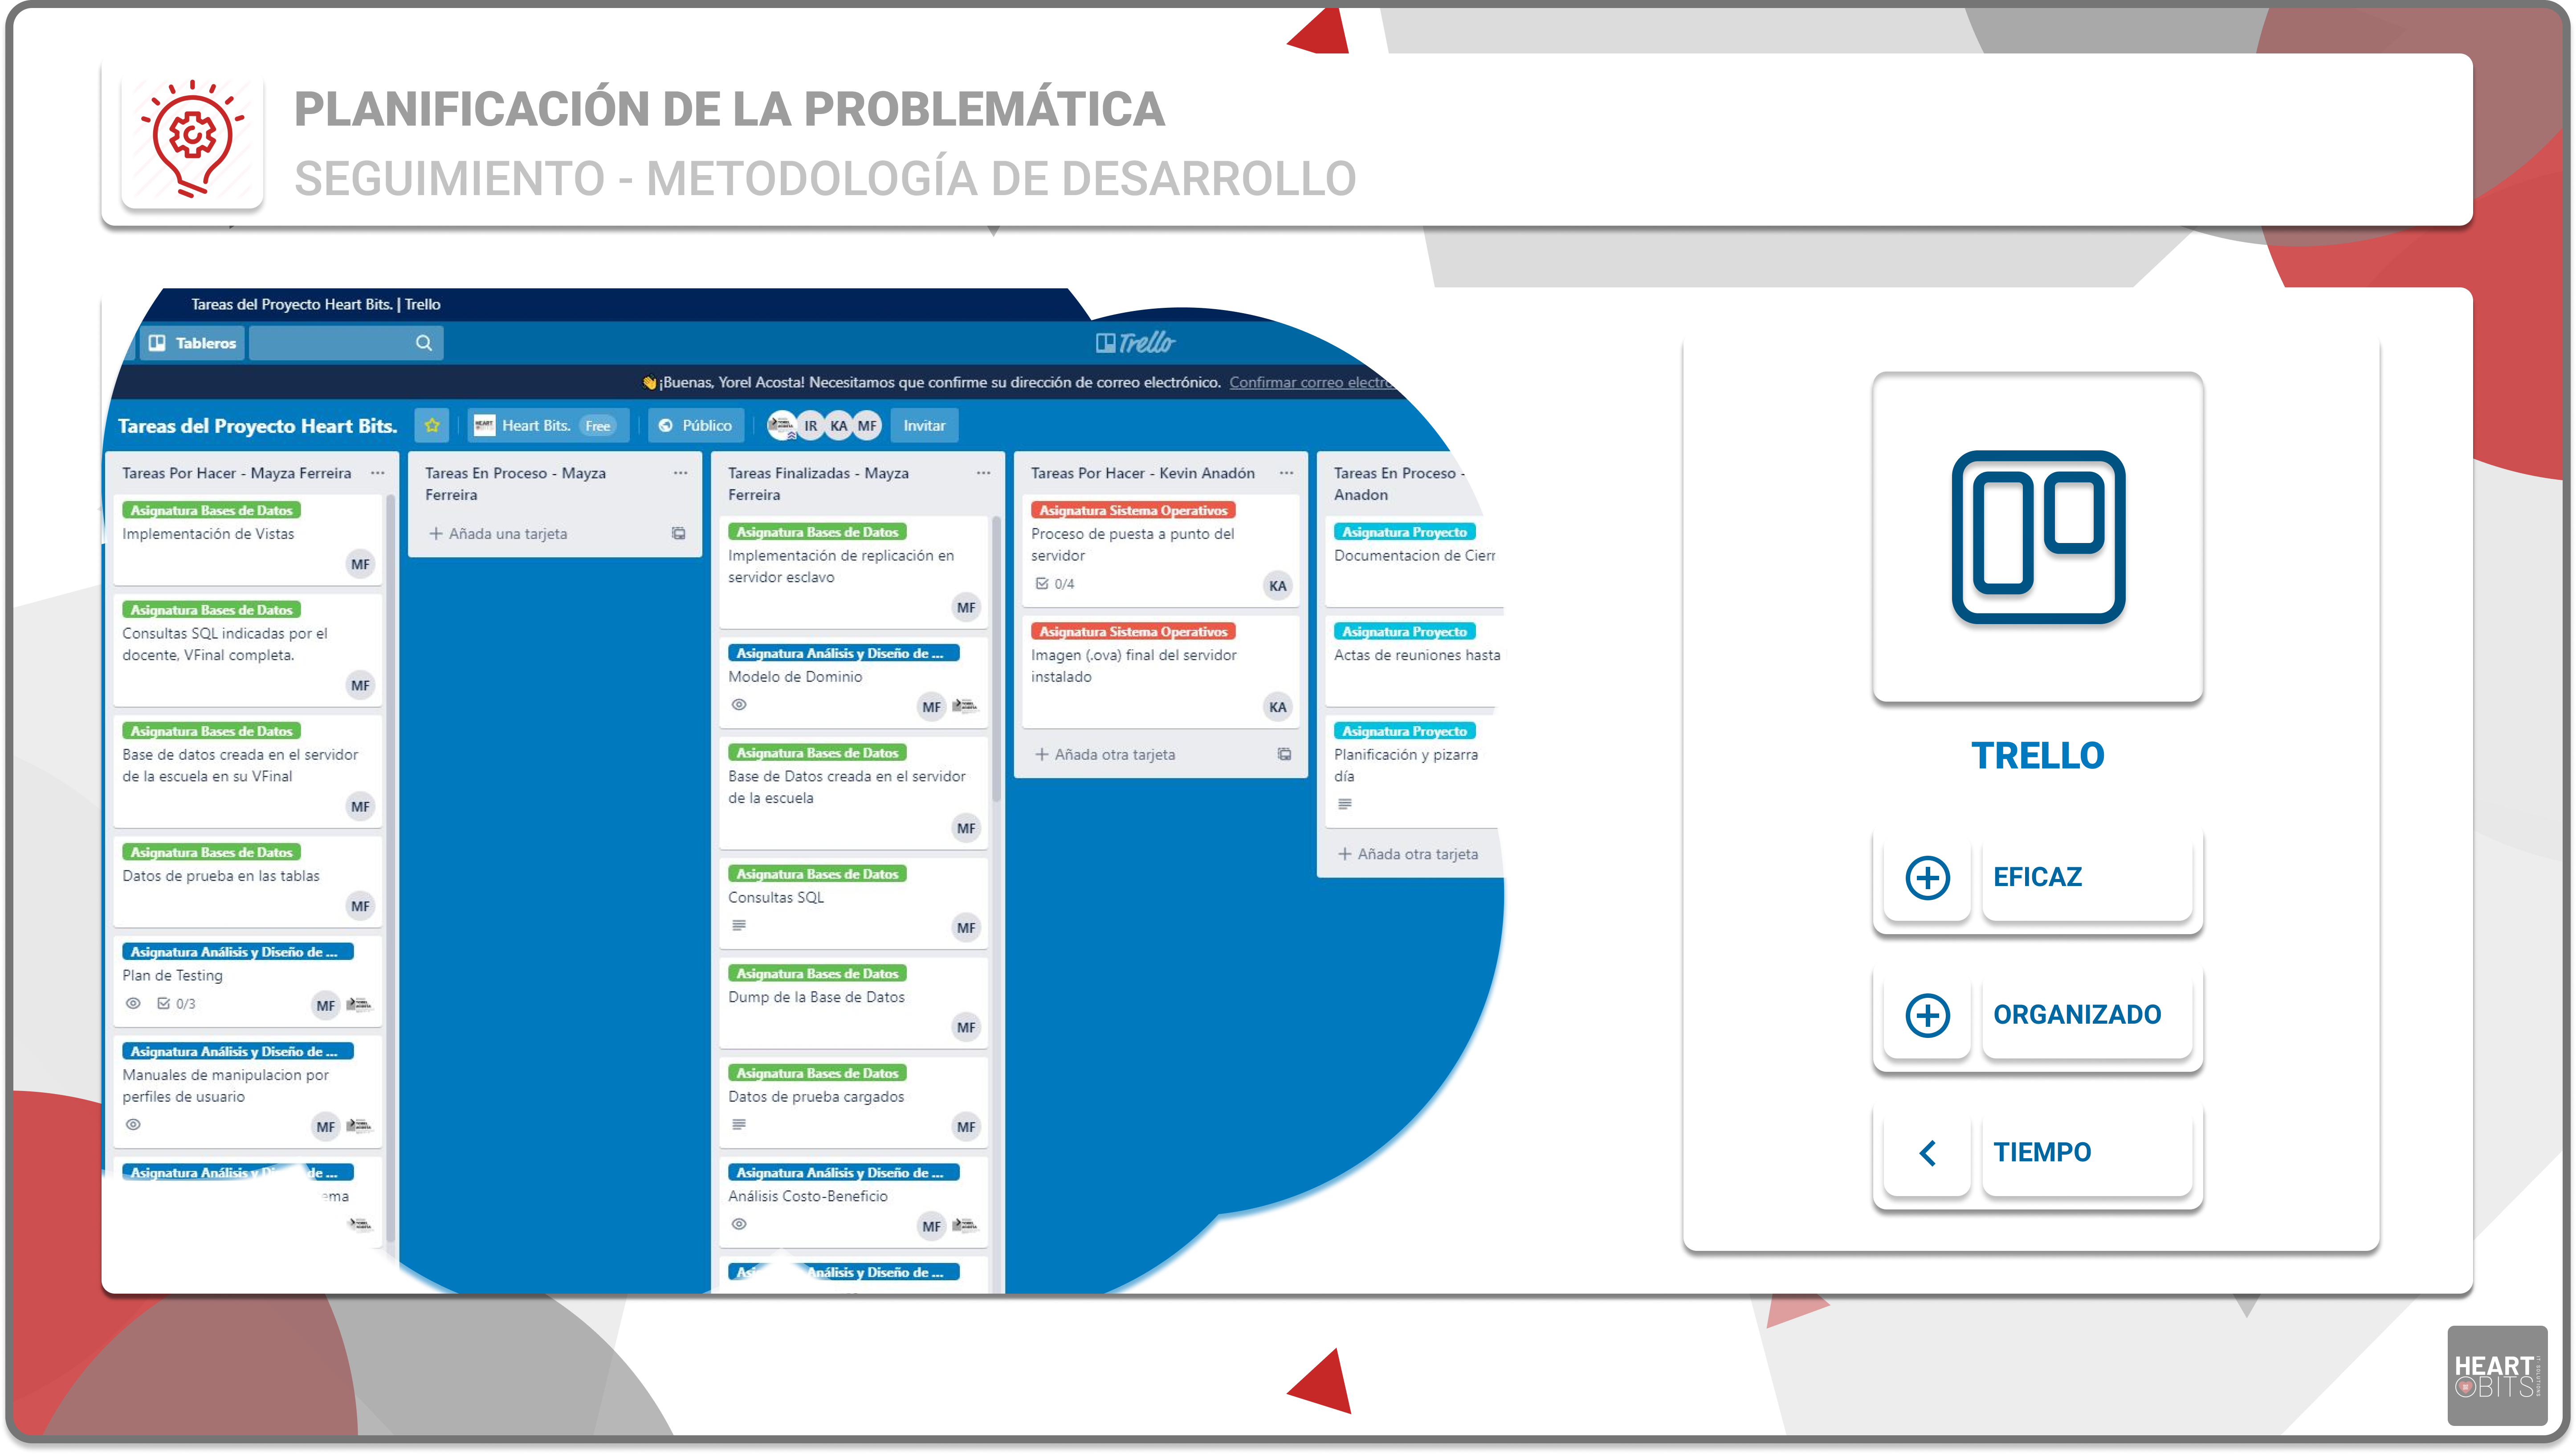 PLANIFICACIÓN DE LA PROBLEMÁTICA
SEGUIMIENTO - METODOLOGÍA DE DESARROLLO
Tareas del Proyecto Heart Bits. | Trello
Tableros
Trello
¡Buenas, Yorel Acosta! Necesitamos que confirme su dirección de correo electrónico. Confirmar correo electr
Tareas del Proyecto Heart Bits.
Heart Bits. Free
Público
IR KA MF
Invitar
Tareas Por Hacer - Mayza Ferreira
Asignatura Bases de Datos
Implementación de Vistas
MF
Asignatura Bases de Datos
Consultas SQL indicadas por el
docente, VFinal completa.
MF
Asignatura Bases de Datos
Base de datos creada en el servidor
de la escuela en su VFinal
MF
Asignatura Bases de Datos
Datos de prueba en las tablas
MF
Asignatura Análisis y Diseño de ...
Plan de Testing
0/3 MF
Asignatura Análisis y Diseño de ...
Manuales de manipulacion por
perfiles de usuario
MF
Asignatura Análisis y Di de ...
ema
Tareas En Proceso - Mayza
Ferreira
+ Añada una tarjeta
Tareas Finalizadas - Mayza
Ferreira
Asignatura Bases de Datos
Implementación de replicación en
servidor esclavo
MF
Asignatura Análisis y Diseño de ...
Modelo de Dominio
MF
Asignatura Bases de Datos
Base de Datos creada en el servidor
de la escuela
MF
Asignatura Bases de Datos
Consultas SQL
MF
Asignatura Bases de Datos
Dump de la Base de Datos
MF
Asignatura Bases de Datos
Datos de prueba cargados
MF
Asignatura Análisis y Diseño de ...
Análisis Costo-Beneficio
MF
Asi nálisis y Diseño de ...
Tareas Por Hacer - Kevin Anadón
Asignatura Sistema Operativos
Proceso de puesta a punto del
servidor
0/4 KA
Asignatura Sistema Operativos
Imagen (.ova) final del servidor
instalado
KA
+ Añada otra tarjeta
Tareas En Proceso -
Anadon
Asignatura Proyecto
Documentacion de Cierr
Asignatura Proyecto
Actas de reuniones hasta
Asignatura Proyecto
Planificación y pizarra
día
+ Añada otra tarjeta
TRELLO
EFICAZ
ORGANIZADO
TIEMPO
HEART
BITS
IT SOLUTIONS